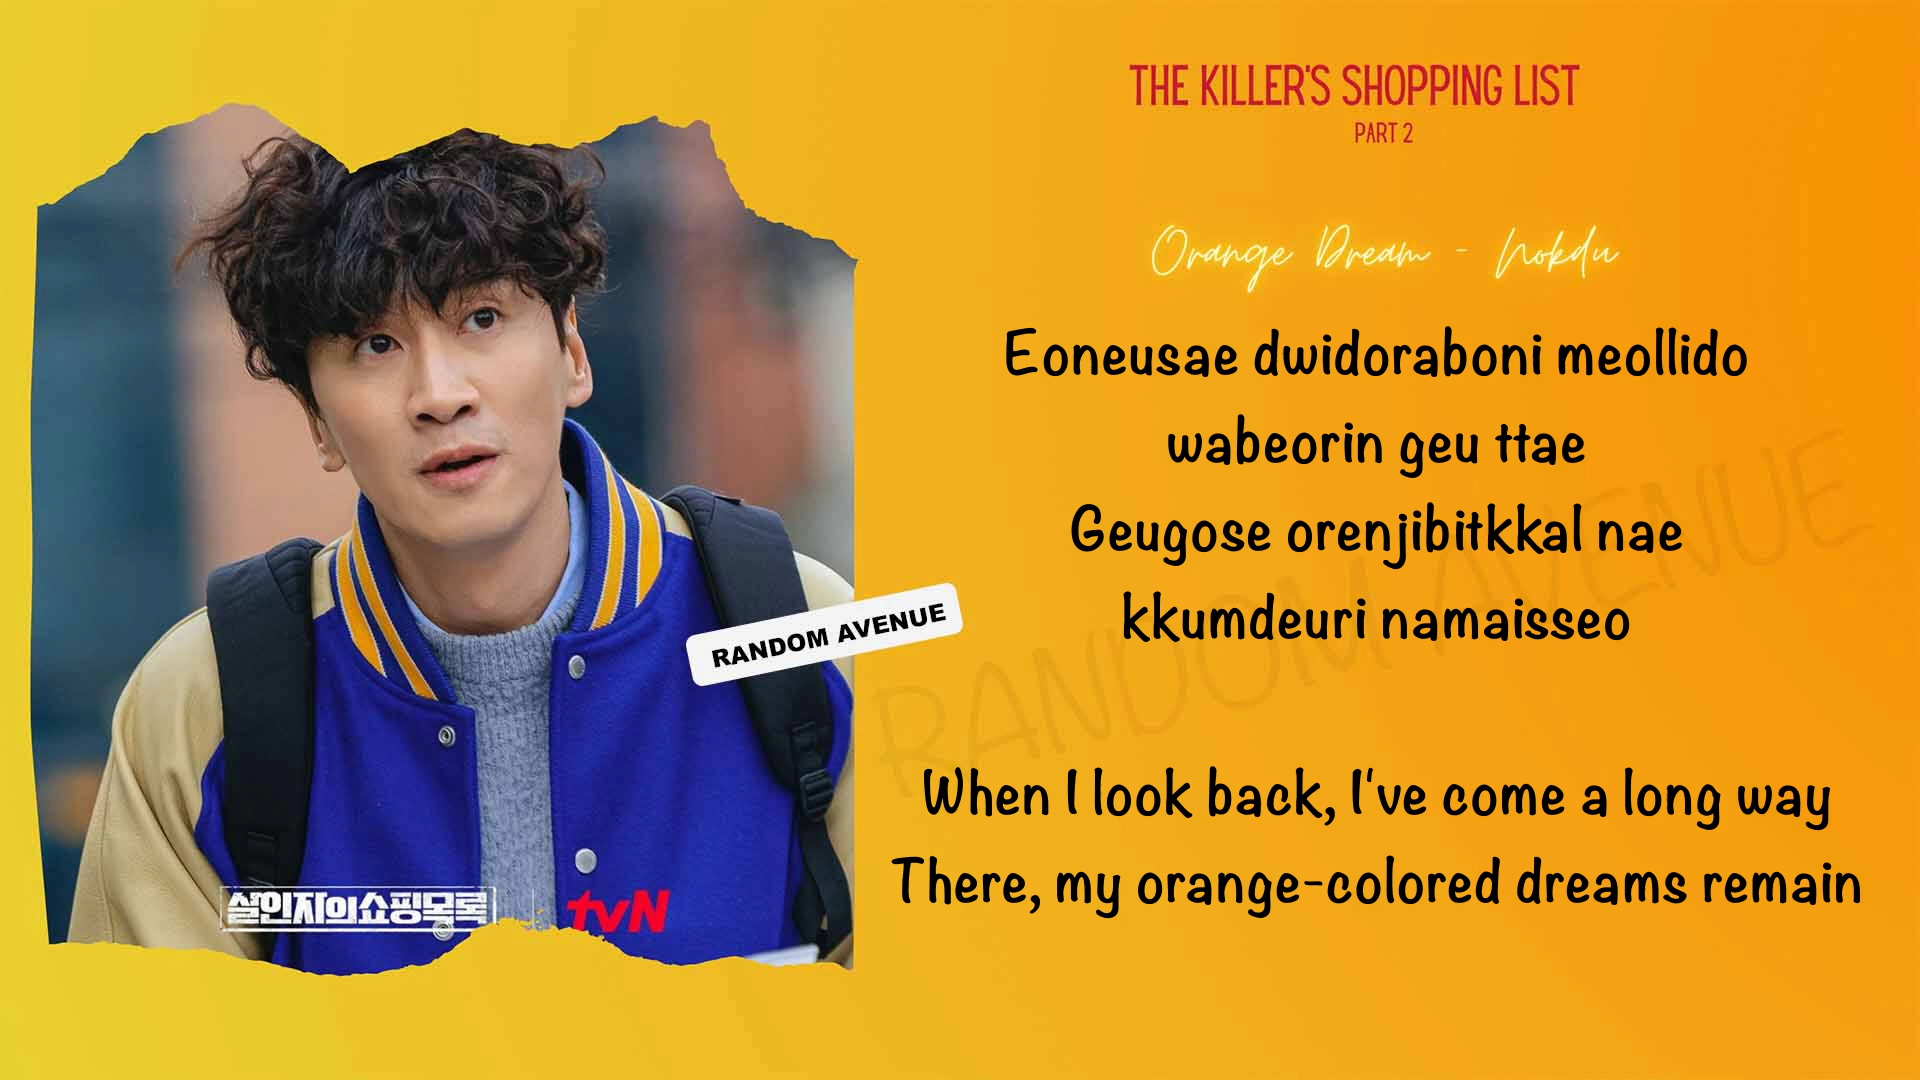 THE KILLER'S SHOPPING LIST
PART 2
Orange Dream - Nokdu
Eoneusae dwidoraboni meollido
wabeorin geu ttae
Geugose orenjibitkkal nae
kkumdeuri namaisseo
RANDOM AVENUE
RANDOM AVENUE
When I look back, I've come a long way
There, my orange-colored dreams remain
살인자의쇼핑목록
tvN